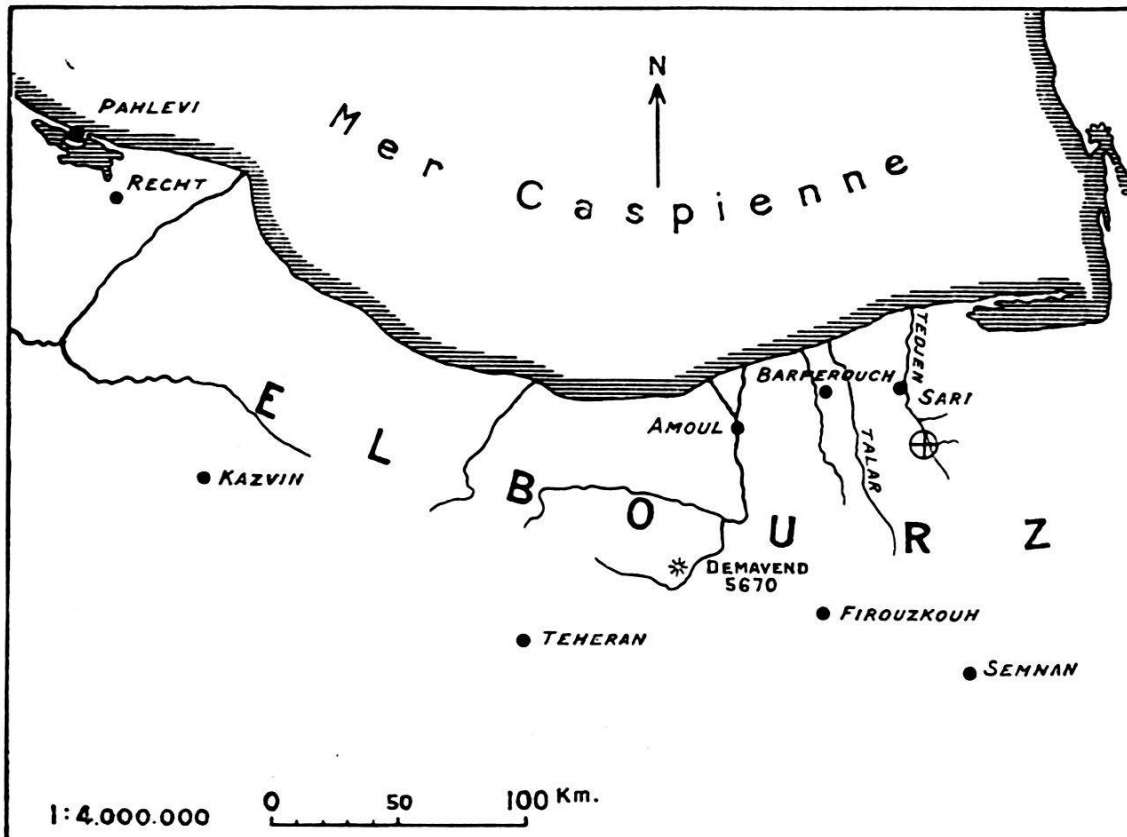 N
Mer Caspienne
PAHLEVI
RECHT
TEDJEN
BARFEROUCH
SARI
AMOUL
TALAR
KAZVIN
ELBOURZ
DEMAVEND
5670
FIROUZKOUH
TEHERAN
SEMNAN
1:4.000.000
0 50 100 Km.